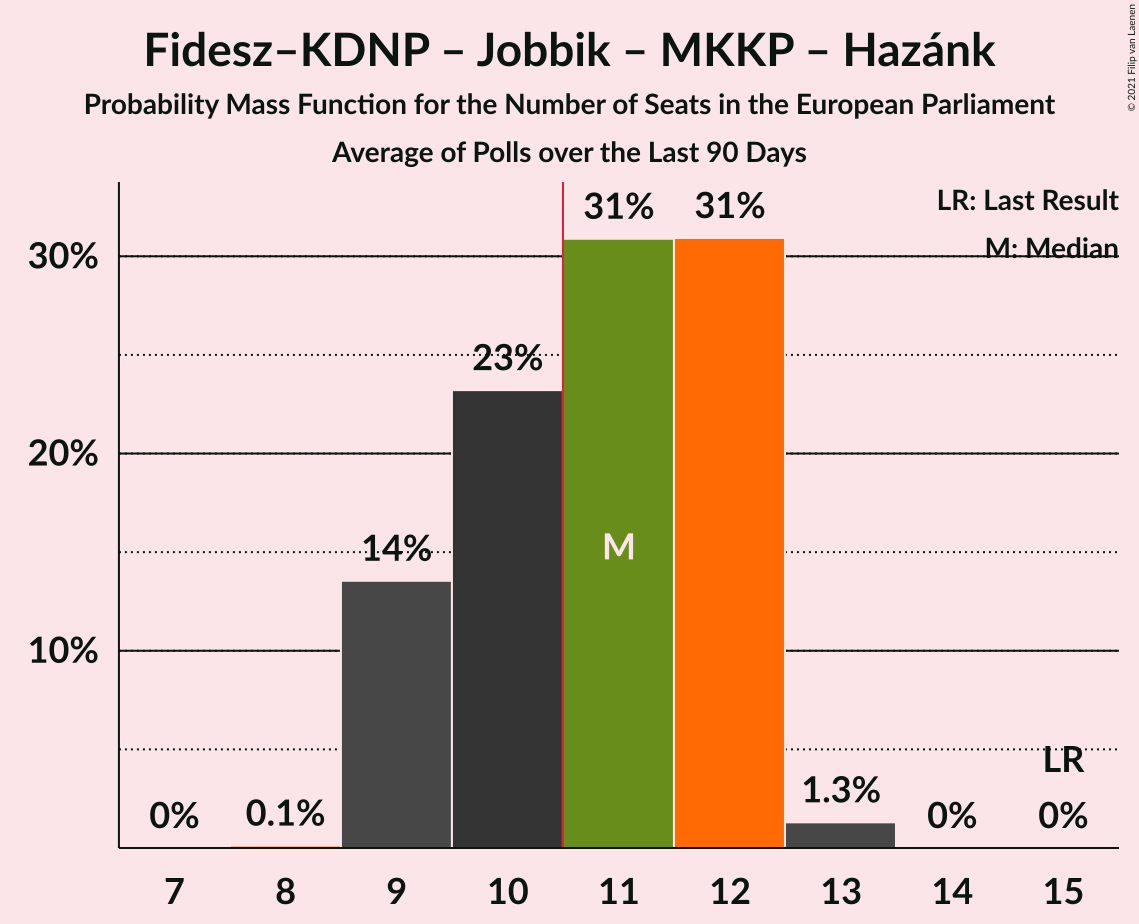 © 2021 Filip van Laenen
Fidesz–KDNP – Jobbik – MKKP – Hazánk
Probability Mass Function for the Number of Seats in the European Parliament
Average of Polls over the Last 90 Days
LR: Last Result
M: Median
31%
31%
30%
23%
20%
14%
M
10%
LR
0%
0.1%
1.3%
0%
0%
7
8
9
10
11
12
13
14
15